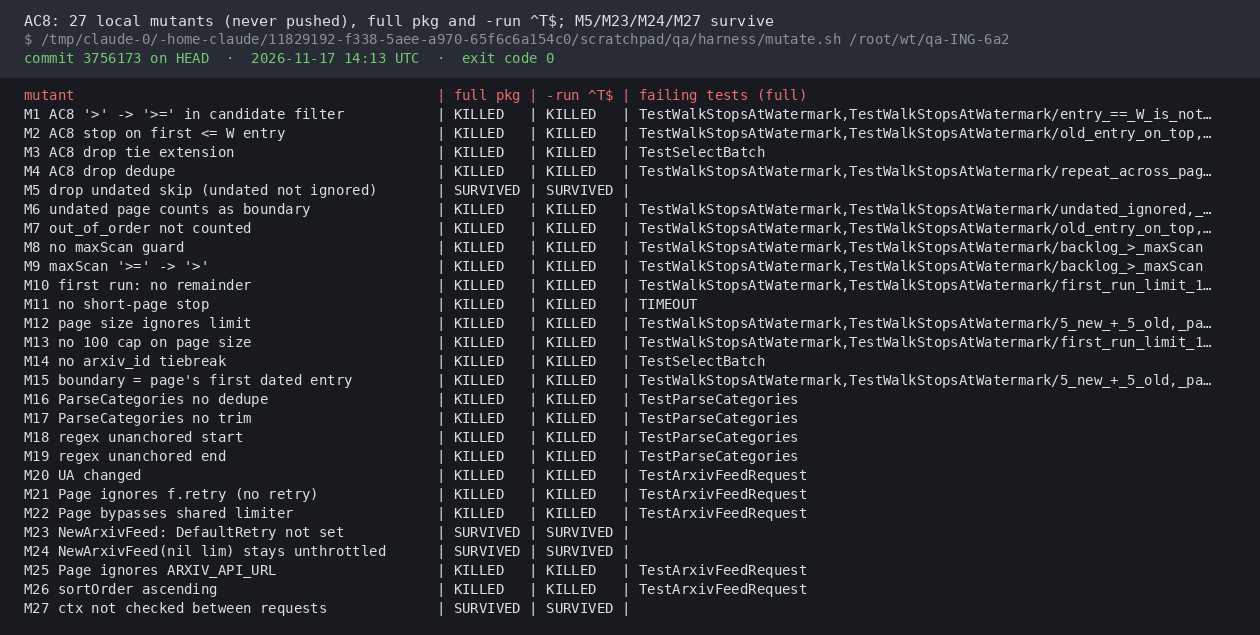 AC8: 27 local mutants (never pushed), full pkg and -run ^T$; M5/M23/M24/M27 survive
$ /tmp/claude-0/-home-claude/11829192-f338-5aee-a970-65f6c6a154c0/scratchpad/qa/harness/mutate.sh /root/wt/qa-ING-6a2
commit 3756173 on HEAD · 2026-11-17 14:13 UTC · exit code 0
mutant | full pkg | -run ^T$ | failing tests (full)
M1 AC8 '>' -> '>=' in candidate filter | KILLED | KILLED | TestWalkStopsAtWatermark,TestWalkStopsAtWatermark/entry_==_W_is_not…
M2 AC8 stop on first <= W entry | KILLED | KILLED | TestWalkStopsAtWatermark,TestWalkStopsAtWatermark/old_entry_on_top,…
M3 AC8 drop tie extension | KILLED | KILLED | TestSelectBatch
M4 AC8 drop dedupe | KILLED | KILLED | TestWalkStopsAtWatermark,TestWalkStopsAtWatermark/repeat_across_pag…
M5 drop undated skip (undated not ignored) | SURVIVED | SURVIVED |
M6 undated page counts as boundary | KILLED | KILLED | TestWalkStopsAtWatermark,TestWalkStopsAtWatermark/undated_ignored,_…
M7 out_of_order not counted | KILLED | KILLED | TestWalkStopsAtWatermark,TestWalkStopsAtWatermark/old_entry_on_top,…
M8 no maxScan guard | KILLED | KILLED | TestWalkStopsAtWatermark,TestWalkStopsAtWatermark/backlog_>_maxScan
M9 maxScan '>=' -> '>' | KILLED | KILLED | TestWalkStopsAtWatermark,TestWalkStopsAtWatermark/backlog_>_maxScan
M10 first run: no remainder | KILLED | KILLED | TestWalkStopsAtWatermark,TestWalkStopsAtWatermark/first_run_limit_1…
M11 no short-page stop | KILLED | KILLED | TIMEOUT
M12 page size ignores limit | KILLED | KILLED | TestWalkStopsAtWatermark,TestWalkStopsAtWatermark/5_new_+_5_old,_pa…
M13 no 100 cap on page size | KILLED | KILLED | TestWalkStopsAtWatermark,TestWalkStopsAtWatermark/first_run_limit_1…
M14 no arxiv_id tiebreak | KILLED | KILLED | TestSelectBatch
M15 boundary = page's first dated entry | KILLED | KILLED | TestWalkStopsAtWatermark,TestWalkStopsAtWatermark/5_new_+_5_old,_pa…
M16 ParseCategories no dedupe | KILLED | KILLED | TestParseCategories
M17 ParseCategories no trim | KILLED | KILLED | TestParseCategories
M18 regex unanchored start | KILLED | KILLED | TestParseCategories
M19 regex unanchored end | KILLED | KILLED | TestParseCategories
M20 UA changed | KILLED | KILLED | TestArxivFeedRequest
M21 Page ignores f.retry (no retry) | KILLED | KILLED | TestArxivFeedRequest
M22 Page bypasses shared limiter | KILLED | KILLED | TestArxivFeedRequest
M23 NewArxivFeed: DefaultRetry not set | SURVIVED | SURVIVED |
M24 NewArxivFeed(nil lim) stays unthrottled | SURVIVED | SURVIVED |
M25 Page ignores ARXIV_API_URL | KILLED | KILLED | TestArxivFeedRequest
M26 sortOrder ascending | KILLED | KILLED | TestArxivFeedRequest
M27 ctx not checked between requests | SURVIVED | SURVIVED |